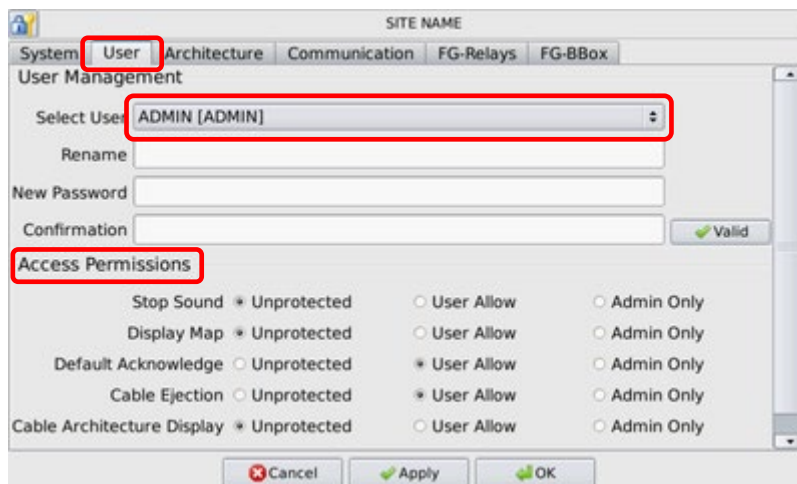 SITE NAME
System User Architecture Communication FG-Relays FG-BBox
User Management
Select User ADMIN [ADMIN]
Rename
New Password
Confirmation Valid
Access Permissions
Stop Sound Unprotected User Allow Admin Only
Display Map Unprotected User Allow Admin Only
Default Acknowledge Unprotected User Allow Admin Only
Cable Ejection Unprotected User Allow Admin Only
Cable Architecture Display Unprotected User Allow Admin Only
Cancel Apply OK